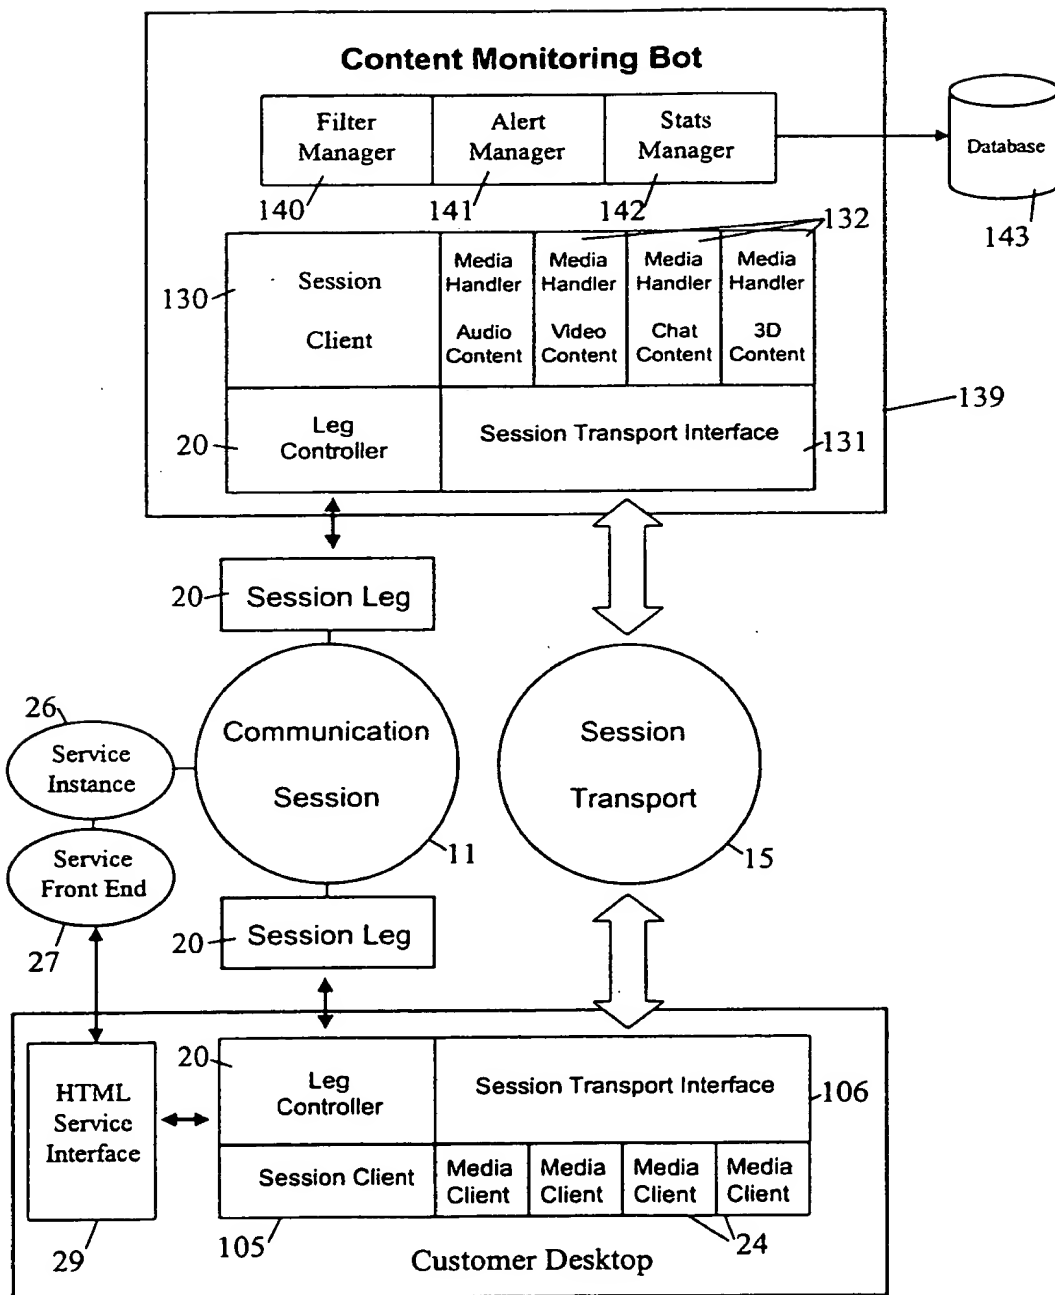 Content Monitoring Bot
Filter
Manager
Alert
Manager
Stats
Manager
Database
140
141
142
143
132
130
Session
Client
Media
Handler
Audio
Content
Media
Handler
Video
Content
Media
Handler
Chat
Content
Media
Handler
3D
Content
139
20
Leg
Controller
Session Transport Interface
131
20
Session Leg
26
Service
Instance
Communication
Session
Session
Transport
11
15
Service
Front End
27
20
Session Leg
HTML
Service
Interface
20
Leg
Controller
Session Transport Interface
106
Session Client
Media
Client
Media
Client
Media
Client
Media
Client
29
105
24
Customer Desktop